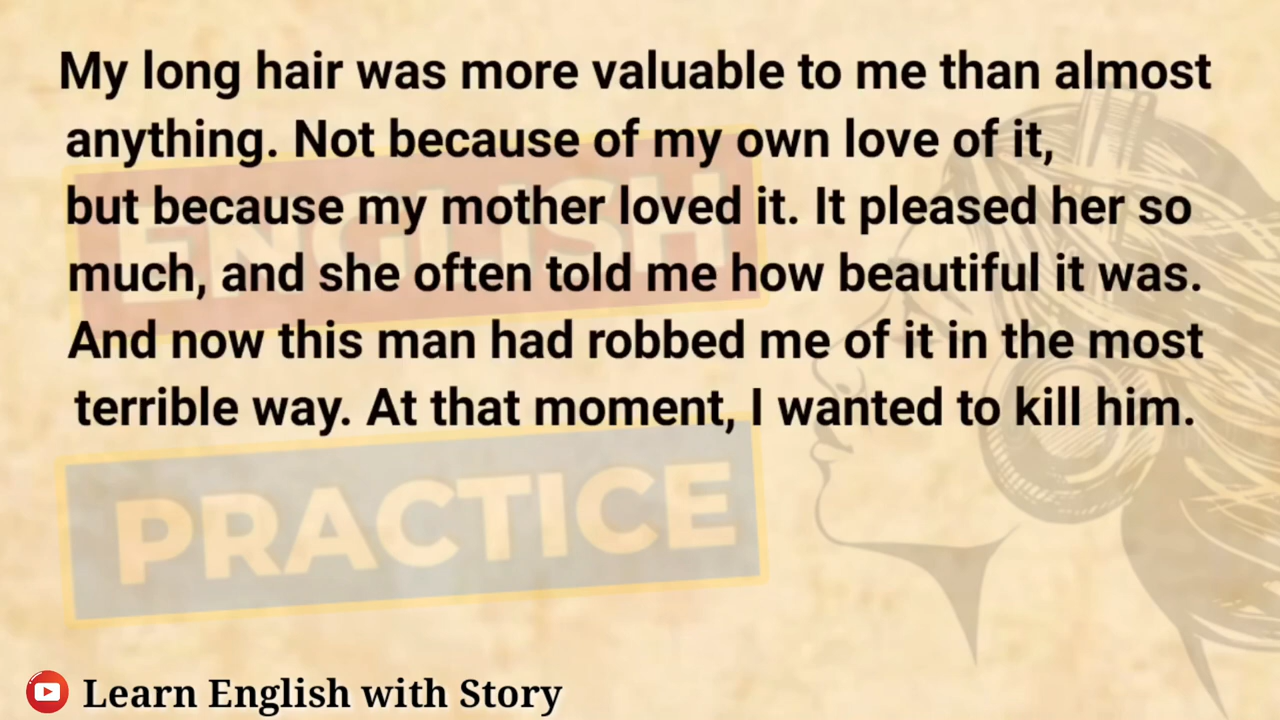 My long hair was more valuable to me than almost
anything. Not because of my own love of it,
but because my mother loved it. It pleased her so
much, and she often told me how beautiful it was.
And now this man had robbed me of it in the most
terrible way. At that moment, I wanted to kill him.
ENGLISH
PRACTICE
Learn English with Story